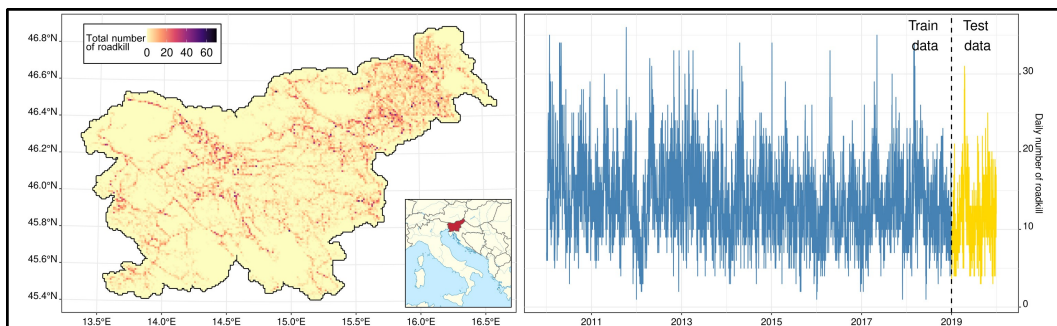 Total number
of roadkill
0 20 40 60
46.8°N
46.6°N
46.4°N
46.2°N
46.0°N
45.8°N
45.6°N
45.4°N
13.5°E 14.0°E 14.5°E 15.0°E 15.5°E 16.0°E 16.5°E
Train
data
Test
data
30
20
10
0
Daily number of roadkill
2011 2013 2015 2017 2019